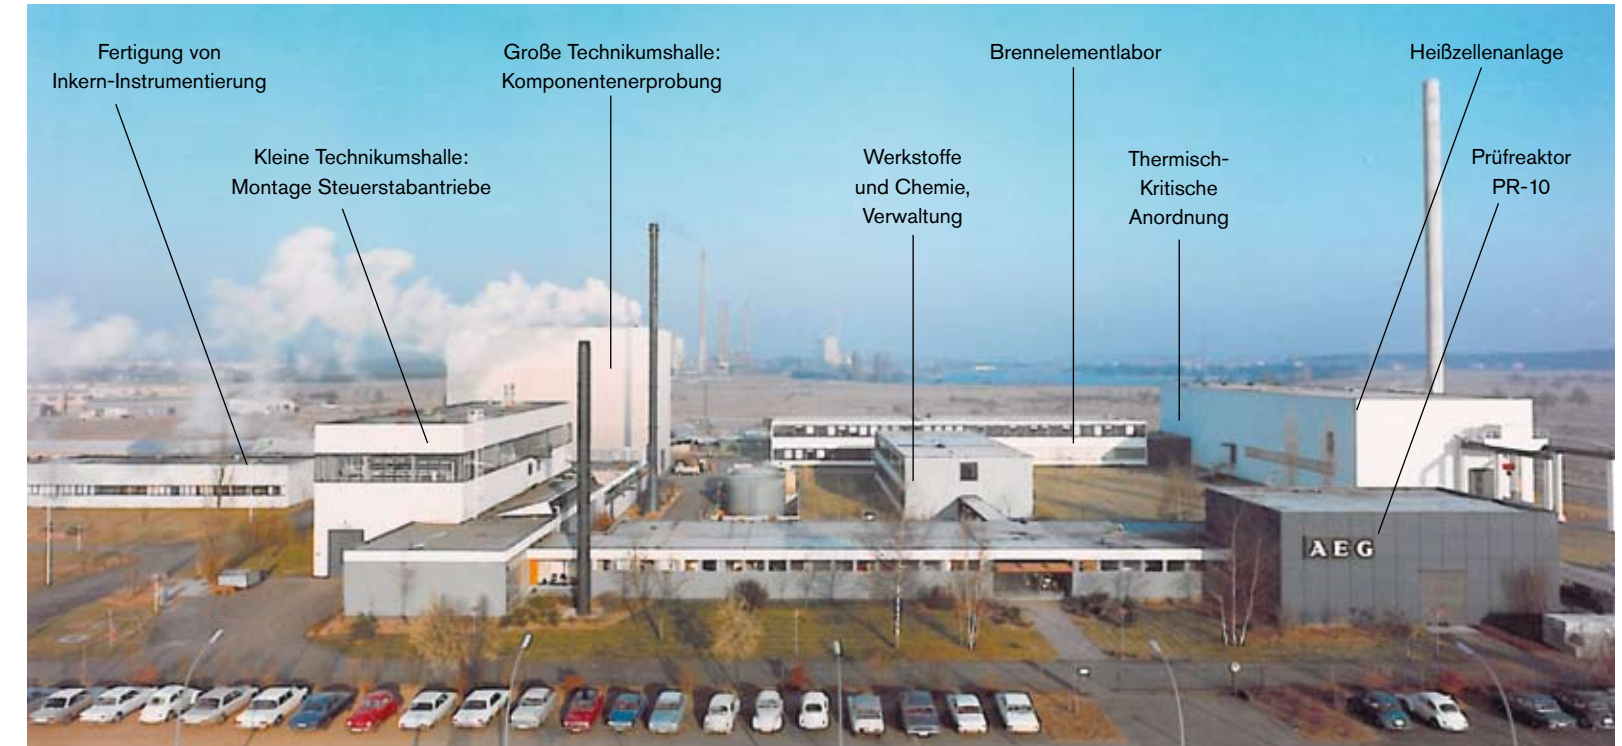 Fertigung von
Inkern-Instrumentierung
Kleine Technikumshalle:
Montage Steuerstabantriebe
Große Technikumshalle:
Komponentenerprobung
Werkstoffe
und Chemie,
Verwaltung
Brennelementlabor
Thermisch-
Kritische
Anordnung
Heißzellenanlage
Prüfreaktor
PR-10
AEG